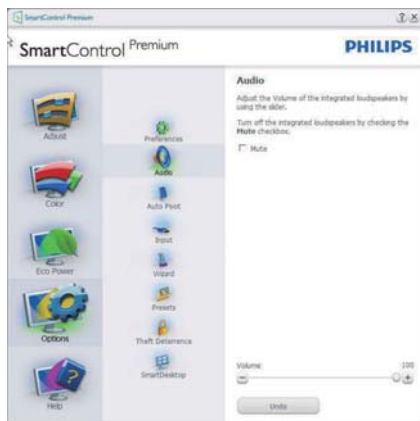 SmartControl Premium
SmartControl Premium
PHILIPS
Adjust
Color
Eco Power
Options
Help
Preferences
Audio
Auto Pivot
Input
Wizard
Presets
Theft Deterrence
SmartDesktop
Audio
Adjust the Volume of the integrated loudspeakers by
using the slider.
Turn off the integrated loudspeakers by checking the
Mute checkbox.
Mute
Volume
100
Undo